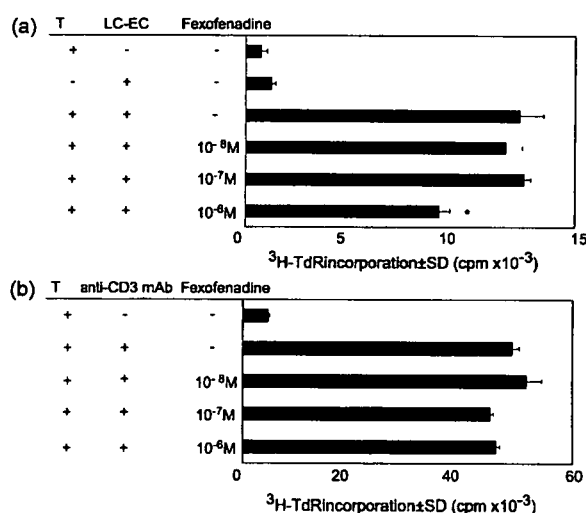 (a)
T LC-EC Fexofenadine
+ - -
- + -
+ + -
+ + 10⁻⁸M
+ + 10⁻⁷M
+ + 10⁻⁶M
*
0 5 10 15
³H-TdRincorporation±SD (cpm x10⁻³)
(b)
T anti-CD3 mAb Fexofenadine
+ - -
+ + -
+ + 10⁻⁸M
+ + 10⁻⁷M
+ + 10⁻⁶M
0 20 40 60
³H-TdRincorporation±SD (cpm x10⁻³)